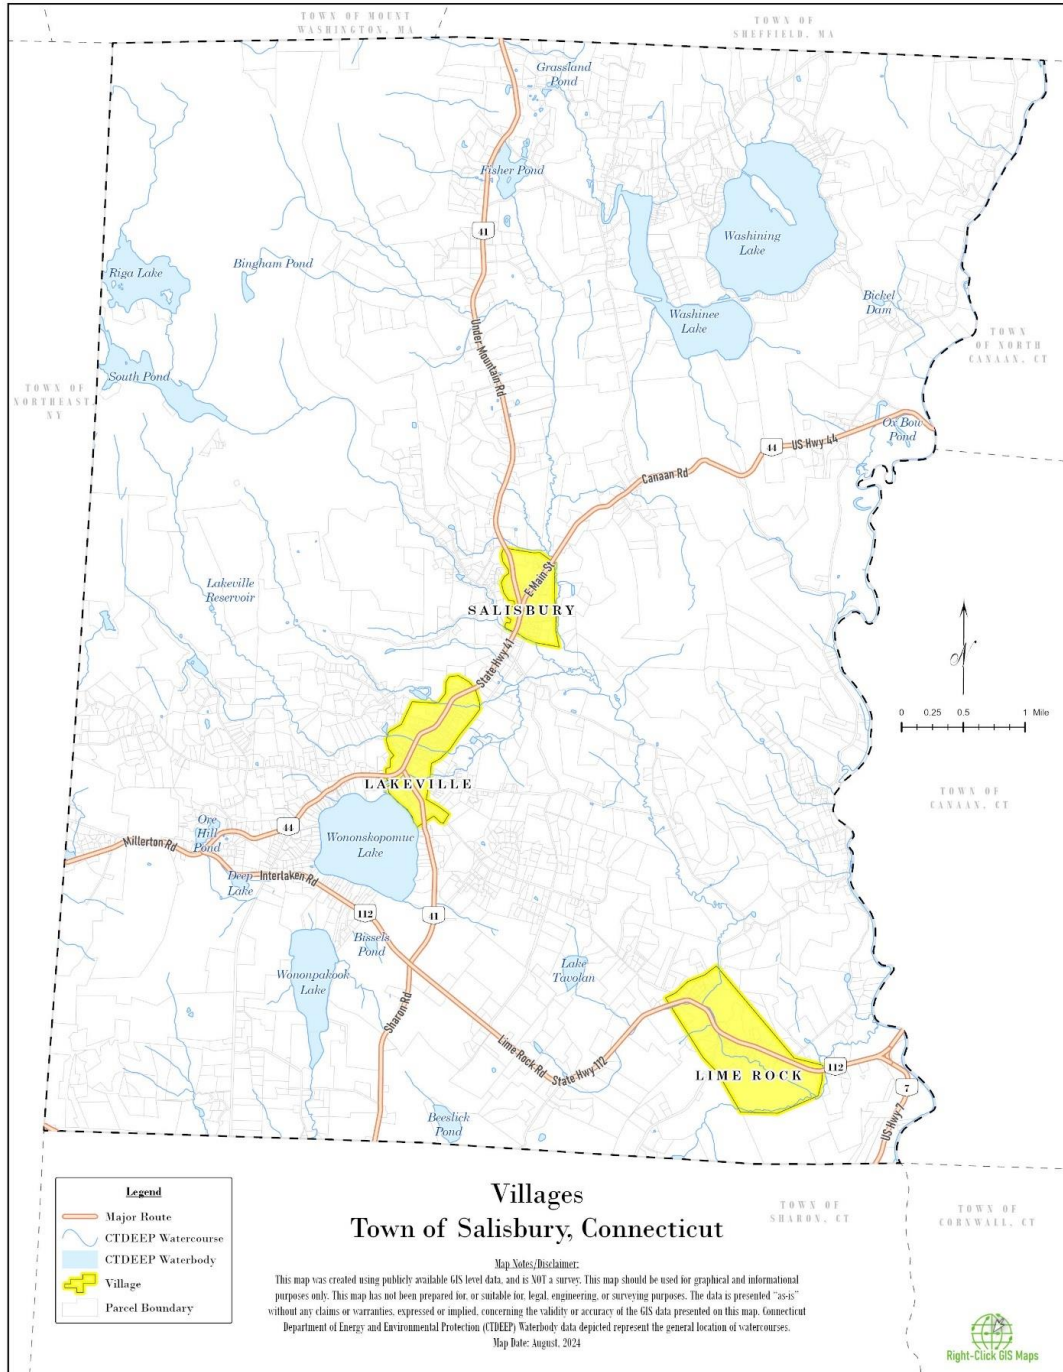 TOWN OF MOUNT
WASHINGTON, MA
TOWN OF
SHEFFIELD, MA
Grassland
Pond
Fisher Pond
41
Washining
Lake
Riga Lake
Bingham Pond
Bickel
Dam
Washinee
Lake
Under Mountain Rd
TOWN
OF NORTH
CANAAN, CT
South Pond
TOWN OF
NORTHEAST,
NY
Ox Bow
Pond
44
US Hwy 44
Canaan Rd
Lakeville
Reservoir
E Main St
SALISBURY
State Hwy 41
N
0 0.25 0.5 1 Mile
LAKEVILLE
TOWN OF
CANAAN, CT
Ore
Hill
Pond
44
Millerton Rd
Wononskopomuc
Lake
Deep
Lake
Interlaken Rd
112
41
Bissels
Pond
Lake
Tavolan
Wononpakook
Lake
Sharon Rd
Lime Rock Rd
State Hwy 112
LIME ROCK
112
7
US Hwy 7
Beeslick
Pond
Legend
Major Route
CTDEEP Watercourse
CTDEEP Waterbody
Village
Parcel Boundary
Villages
Town of Salisbury, Connecticut
TOWN OF
SHARON, CT
TOWN OF
CORNWALL, CT
Map Notes/Disclaimer:
This map was created using publicly available GIS level data, and is NOT a survey. This map should be used for graphical and informational
purposes only. This map has not been prepared for, or suitable for, legal, engineering, or surveying purposes. The data is presented "as-is"
without any claims or warranties, expressed or implied, concerning the validity or accuracy of the GIS data presented on this map. Connecticut
Department of Energy and Environmental Protection (CTDEEP) Waterbody data depicted represent the general location of watercourses.
Map Date: August, 2024
Right-Click GIS Maps